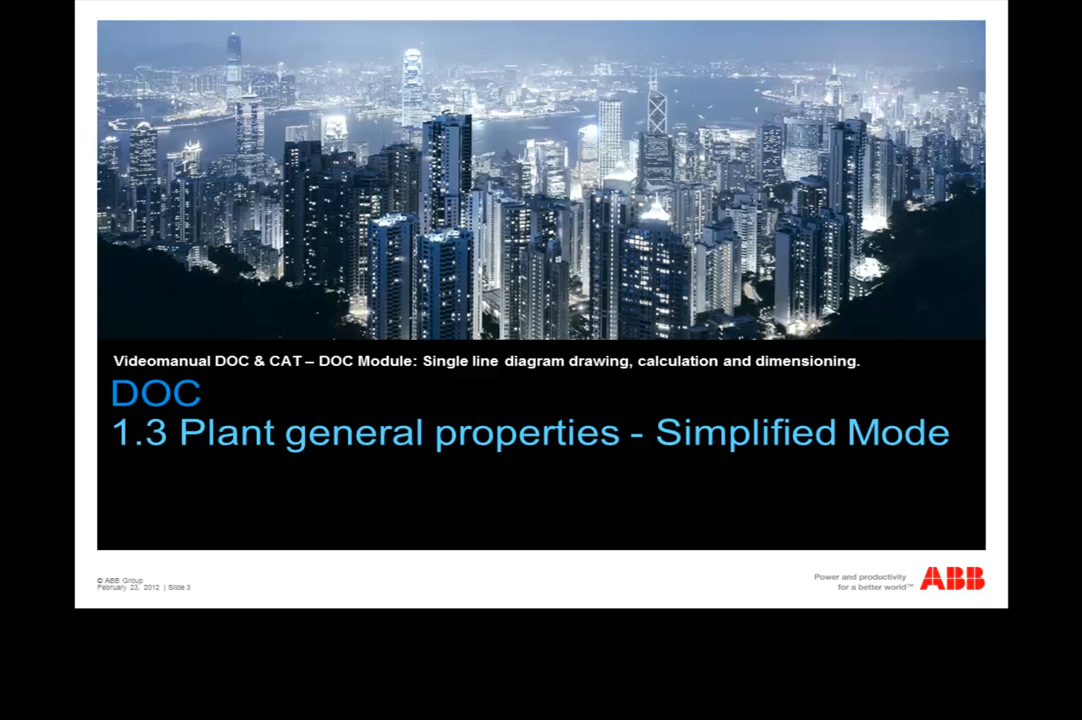 Videomanual DOC & CAT – DOC Module: Single line diagram drawing, calculation and dimensioning.
DOC
1.3 Plant general properties - Simplified Mode
© ABB Group
February 23, 2012 | Slide 3
Power and productivity
for a better world™
ABB